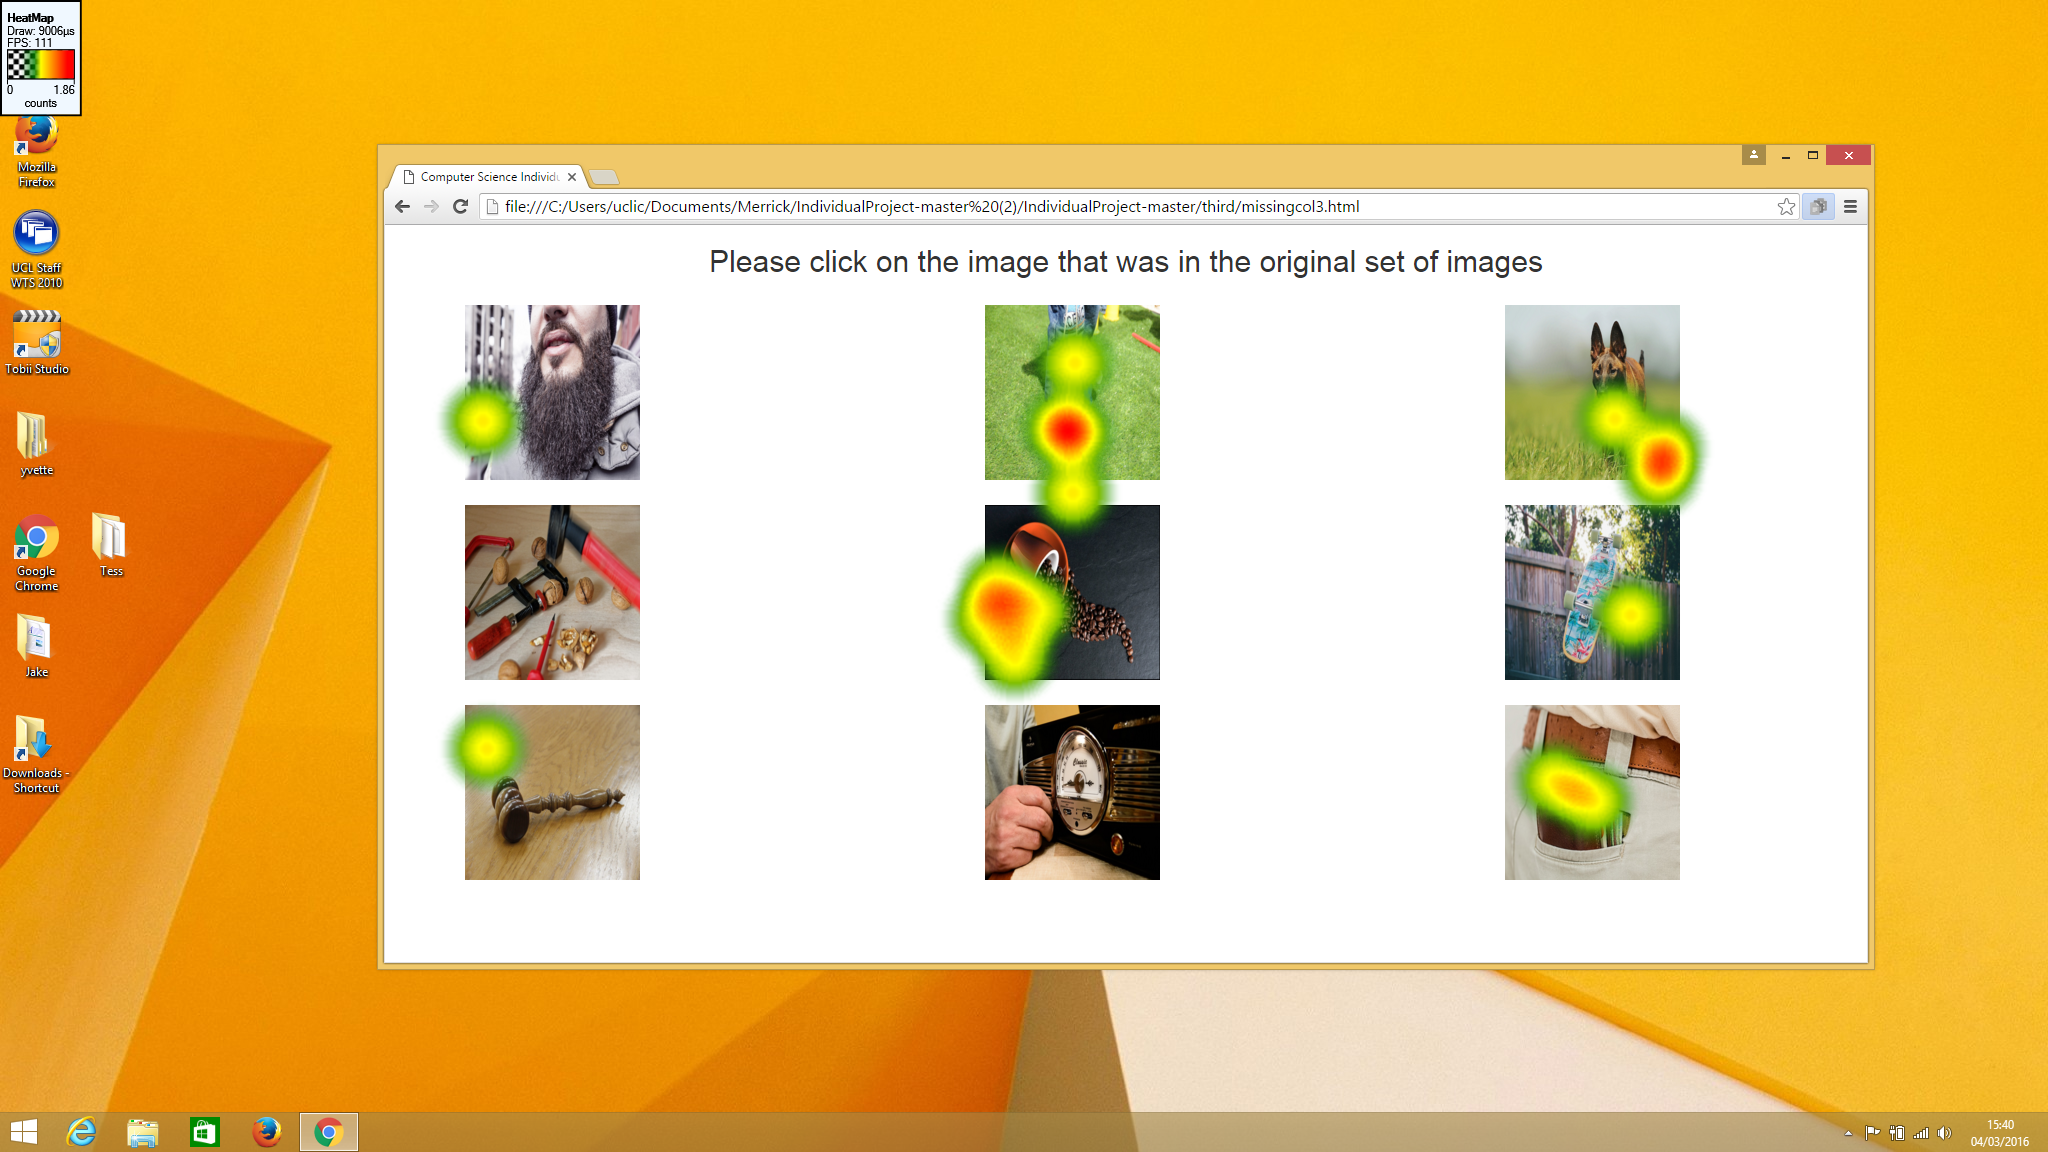 HeatMap
Draw: 9006µs
FPS: 111
0 1.86
counts
Mozilla
Firefox
UCL Staff
WTS 2010
Tobii Studio
yvette
Google
Chrome
Tess
Jake
Downloads -
Shortcut
Computer Science Individu
file:///C:/Users/uclic/Documents/Merrick/IndividualProject-master%20(2)/IndividualProject-master/third/missingcol3.html
Please click on the image that was in the original set of images
Classic
15:40
04/03/2016